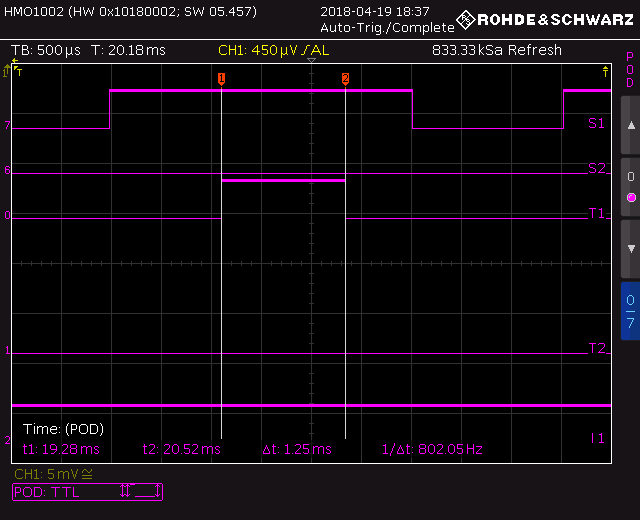 HMO1002 (HW 0x10180002; SW 05.457)
2018-04-19 18:37
Auto-Trig./Complete
ROHDE&SCHWARZ
TB: 500µs T: 20.18ms CH1: 450µV AL 833.33kSa Refresh
POD
1 2
7 S1
6 S2
0
0 T1
0/7
1 T2
2
Time: (POD)
t1: 19.28ms t2: 20.52ms Δt: 1.25ms 1/Δt: 802.05Hz
CH1: 5mV
POD: TTL